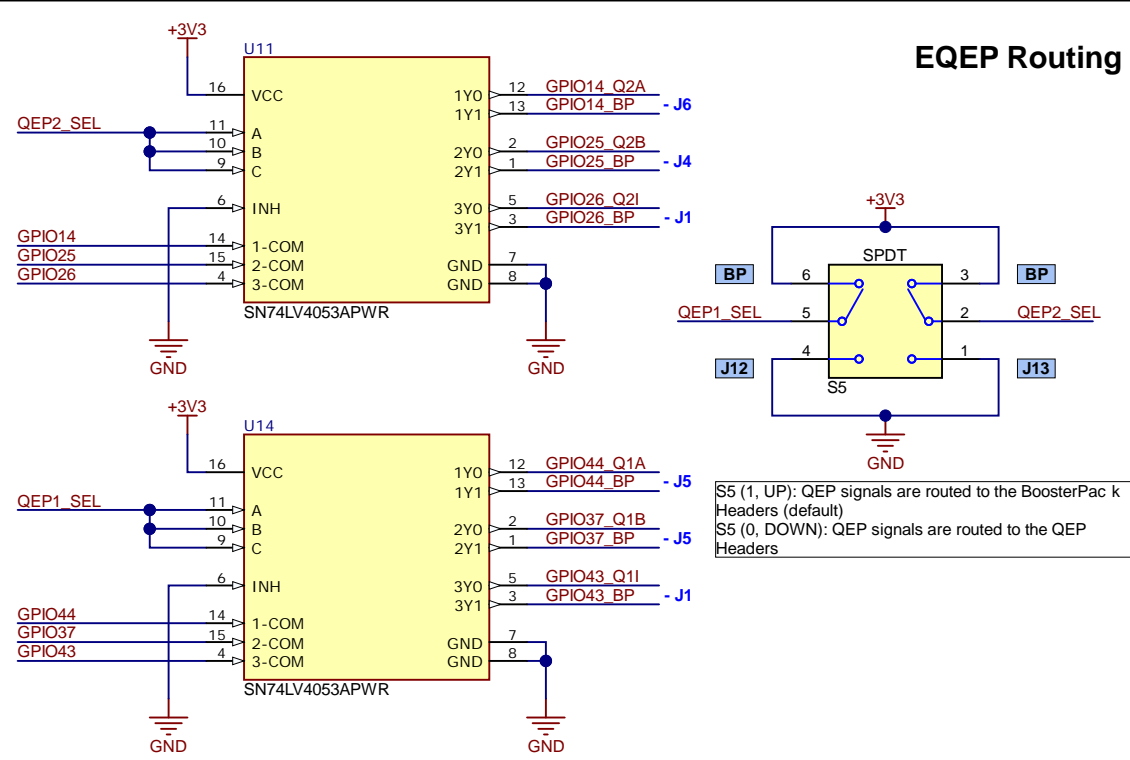 EQEP Routing
+3V3
U11
16 VCC 1Y0 12 GPIO14_Q2A
1Y1 13 GPIO14_BP - J6
QEP2_SEL 11 A
10 B 2Y0 2 GPIO25_Q2B
9 C 2Y1 1 GPIO25_BP - J4
6 INH 3Y0 5 GPIO26_Q2I
3Y1 3 GPIO26_BP - J1
GPIO14 14 1-COM
GPIO25 15 2-COM GND 7
GPIO26 4 3-COM GND 8
SN74LV4053APWR
GND GND
+3V3
SPDT
BP 6 3 BP
QEP1_SEL 5 2 QEP2_SEL
J12 4 1 J13
S5
GND
S5 (1, UP): QEP signals are routed to the BoosterPac k
Headers (default)
S5 (0, DOWN): QEP signals are routed to the QEP
Headers
+3V3
U14
16 VCC 1Y0 12 GPIO44_Q1A
1Y1 13 GPIO44_BP - J5
QEP1_SEL 11 A
10 B 2Y0 2 GPIO37_Q1B
9 C 2Y1 1 GPIO37_BP - J5
6 INH 3Y0 5 GPIO43_Q1I
3Y1 3 GPIO43_BP - J1
GPIO44 14 1-COM
GPIO37 15 2-COM GND 7
GPIO43 4 3-COM GND 8
SN74LV4053APWR
GND GND